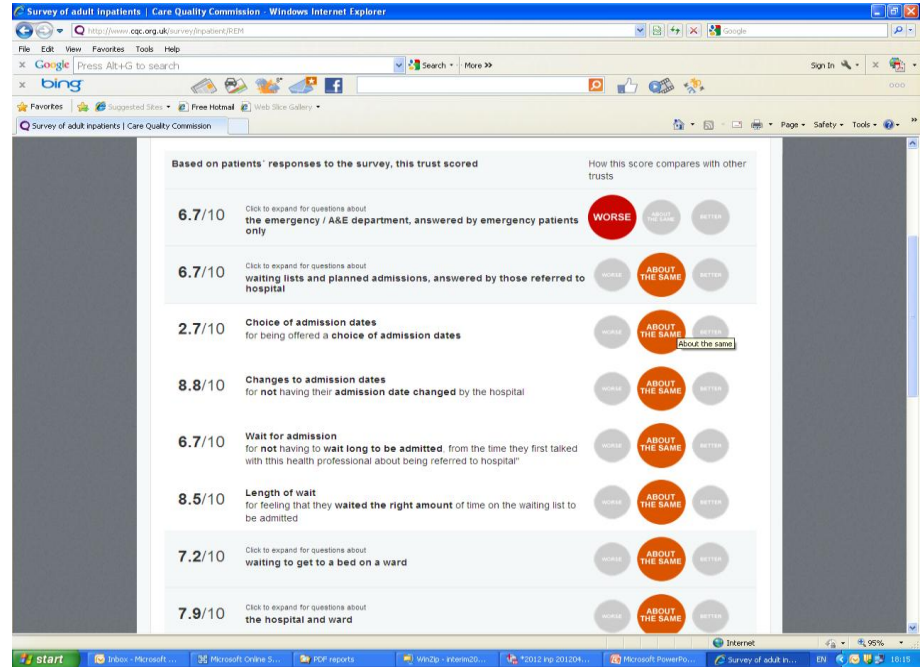 Survey of adult inpatients | Care Quality Commission - Windows Internet Explorer
http://www.cqc.org.uk/survey/inpatient/REM
Google
File Edit View Favorites Tools Help
x Google Press Alt+G to search Search More >> Sign In
x bing
Favorites Suggested Sites Free Hotmail Web Slice Gallery
Survey of adult inpatients | Care Quality Commission Page Safety Tools
Based on patients' responses to the survey, this trust scored
How this score compares with other
trusts
6.7/10
Click to expand for questions about
the emergency / A&E department, answered by emergency patients
only
WORSE ABOUT THE SAME BETTER
6.7/10
Click to expand for questions about
waiting lists and planned admissions, answered by those referred to
hospital
WORSE ABOUT THE SAME BETTER
2.7/10
Choice of admission dates
for being offered a choice of admission dates
WORSE ABOUT THE SAME BETTER
About the same
8.8/10
Changes to admission dates
for not having their admission date changed by the hospital
WORSE ABOUT THE SAME BETTER
6.7/10
Wait for admission
for not having to wait long to be admitted, from the time they first talked
with tthis health professional about being referred to hospital"
WORSE ABOUT THE SAME BETTER
8.5/10
Length of wait
for feeling that they waited the right amount of time on the waiting list to
be admitted
WORSE ABOUT THE SAME BETTER
7.2/10
Click to expand for questions about
waiting to get to a bed on a ward
WORSE ABOUT THE SAME BETTER
7.9/10
Click to expand for questions about
the hospital and ward
WORSE ABOUT THE SAME BETTER
Internet 95%
start Inbox - Microsoft ... Microsoft Online S... PDF reports WinZip - interim20... *2012 inp 201204... Microsoft PowerPo... Survey of adult in... EN 18:15